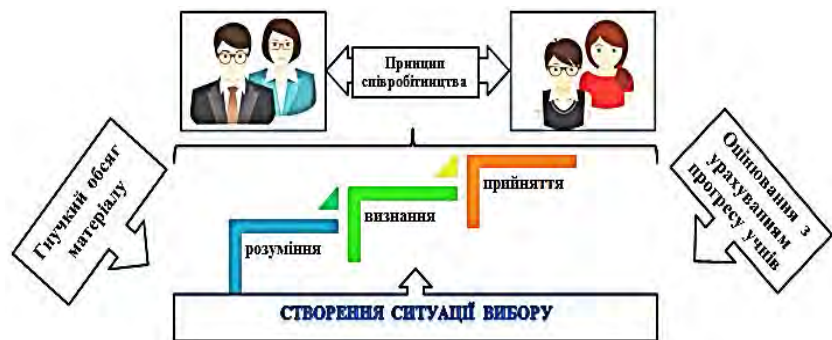 Принцип
співробітництва
Гнучкий обсяг
матеріалу
Оцінювання з
урахуванням
прогресу учнів
прийняття
визнання
розуміння
СТВОРЕННЯ СИТУАЦІЇ ВИБОРУ